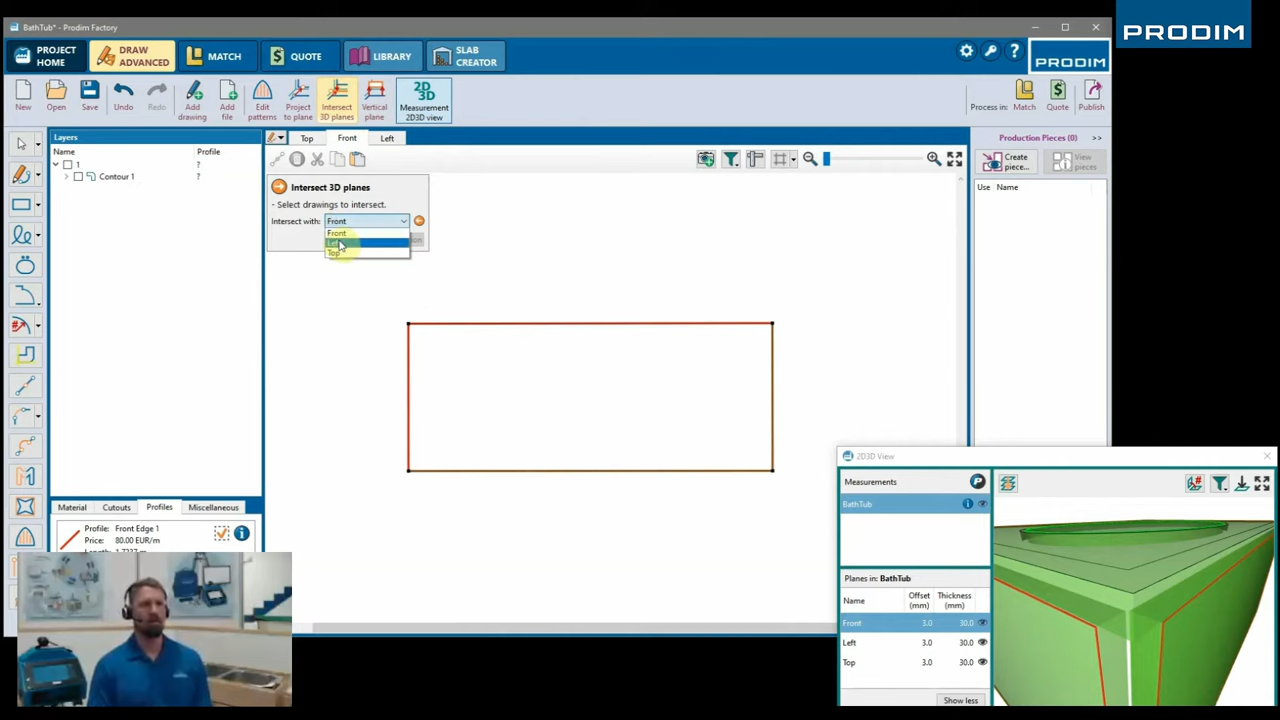 BathTub* - Prodim Factory
PRODIM
PROJECT HOME
DRAW ADVANCED
MATCH
QUOTE
LIBRARY
SLAB CREATOR
PRODIM
New
Open
Save
Undo
Redo
Add drawing
Add file
Edit patterns
Project to plane
Intersect 3D planes
Vertical plane
2D 3D
Measurement 2D3D view
Process in:
Match
Quote
Publish
Layers
Top
Front
Left
Production Pieces (0)
>>
Name
Profile
1
?
Contour 1
?
Create piece...
View pieces
Use
Name
Intersect 3D planes
- Select drawings to intersect.
Intersect with:
Front
Front
Top
Material
Cutouts
Profiles
Miscellaneous
Profile: Front Edge 1
Price: 80.00 EUR/m
2D3D View
Measurements
BathTub
Planes in: BathTub
Name
Offset (mm)
Thickness (mm)
Front
3.0
30.0
Left
3.0
30.0
Top
3.0
30.0
Show less